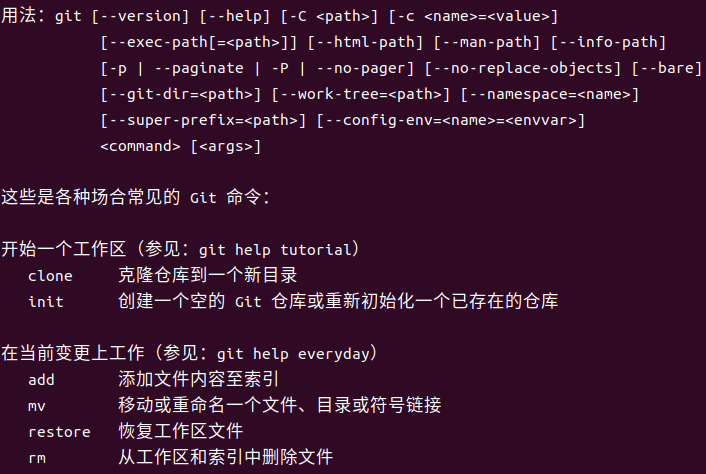 用法：git [--version] [--help] [-C <path>] [-c <name>=<value>]
[--exec-path[=<path>]] [--html-path] [--man-path] [--info-path]
[-p | --paginate | -P | --no-pager] [--no-replace-objects] [--bare]
[--git-dir=<path>] [--work-tree=<path>] [--namespace=<name>]
[--super-prefix=<path>] [--config-env=<name>=<envvar>]
<command> [<args>]
这些是各种场合常见的 Git 命令：
开始一个工作区（参见：git help tutorial）
clone 克隆仓库到一个新目录
init 创建一个空的 Git 仓库或重新初始化一个已存在的仓库
在当前变更上工作（参见：git help everyday）
add 添加文件内容至索引
mv 移动或重命名一个文件、目录或符号链接
restore 恢复工作区文件
rm 从工作区和索引中删除文件